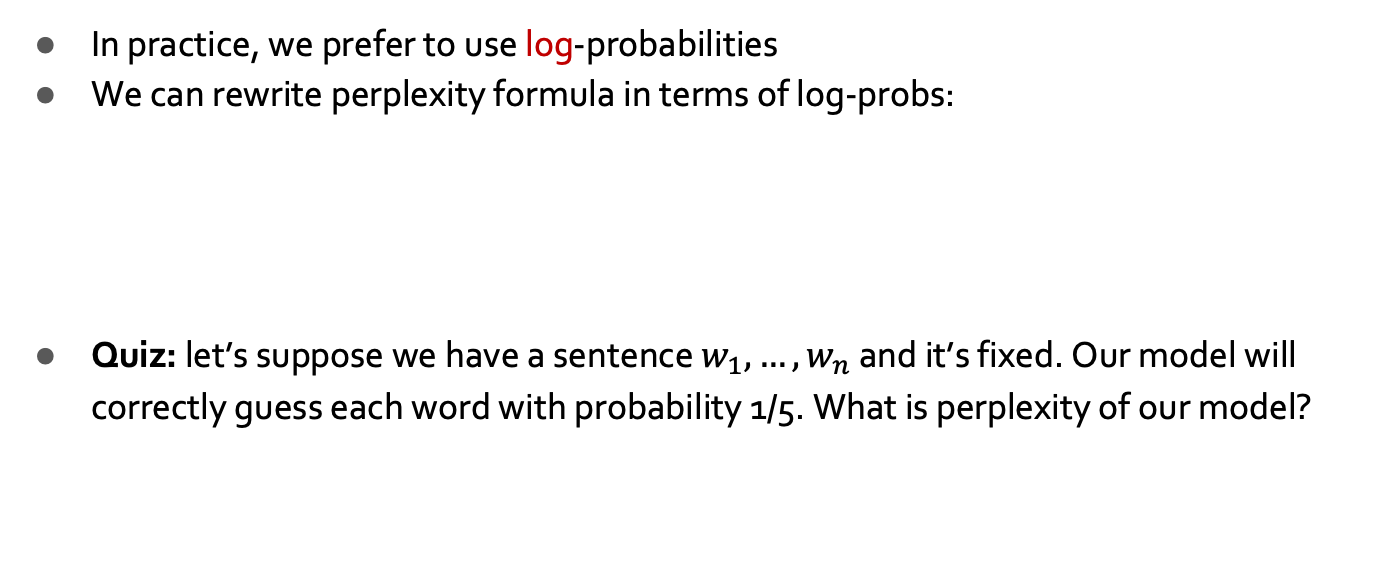 ● In practice, we prefer to use log-probabilities
● We can rewrite perplexity formula in terms of log-probs:
● Quiz: let’s suppose we have a sentence 𝑤₁, … , 𝑤ₙ and it’s fixed. Our model will
correctly guess each word with probability 1/5. What is perplexity of our model?